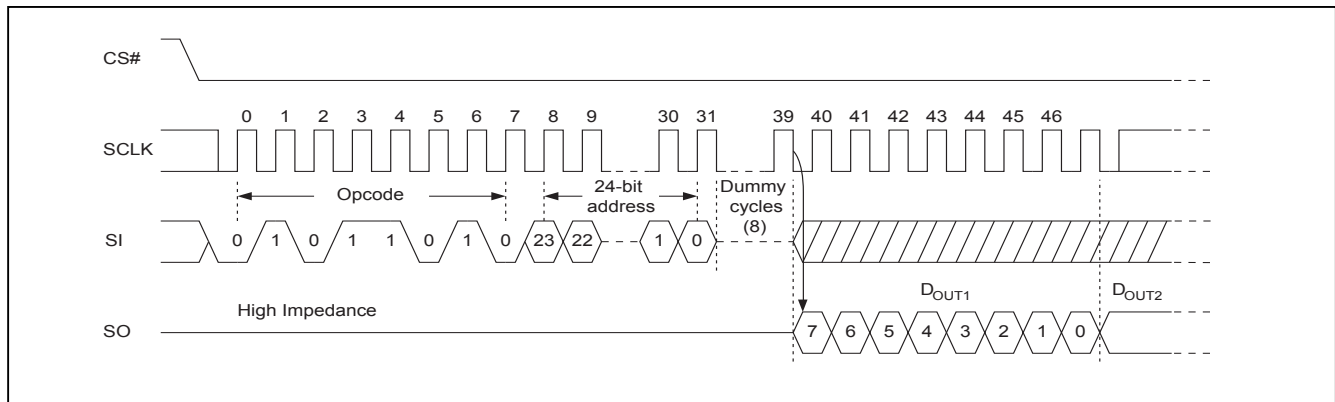 CS#
0 1 2 3 4 5 6 7 8 9 30 31 39 40 41 42 43 44 45 46
SCLK
Opcode 24-bit address Dummy cycles (8)
SI 0 1 0 1 1 0 1 0 23 22 1 0
High Impedance DOUT1 DOUT2
SO 7 6 5 4 3 2 1 0